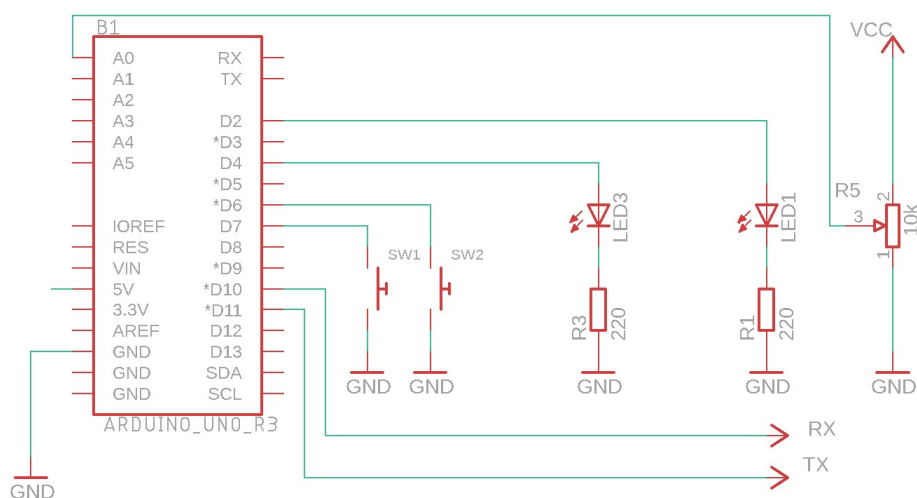 B1
VCC
A0 RX
A1 TX
A2
A3 D2
A4 *D3
A5 D4
*D5
*D6
IOREF D7
RES D8
VIN *D9
5V *D10
3.3V *D11
AREF D12
GND D13
GND SDA
GND SCL
ARDUINO_UNO_R3
GND
SW1
SW2
GND
GND
LED3
R3
220
GND
LED1
R1
220
GND
R5
2
3
1
10k
GND
RX
TX